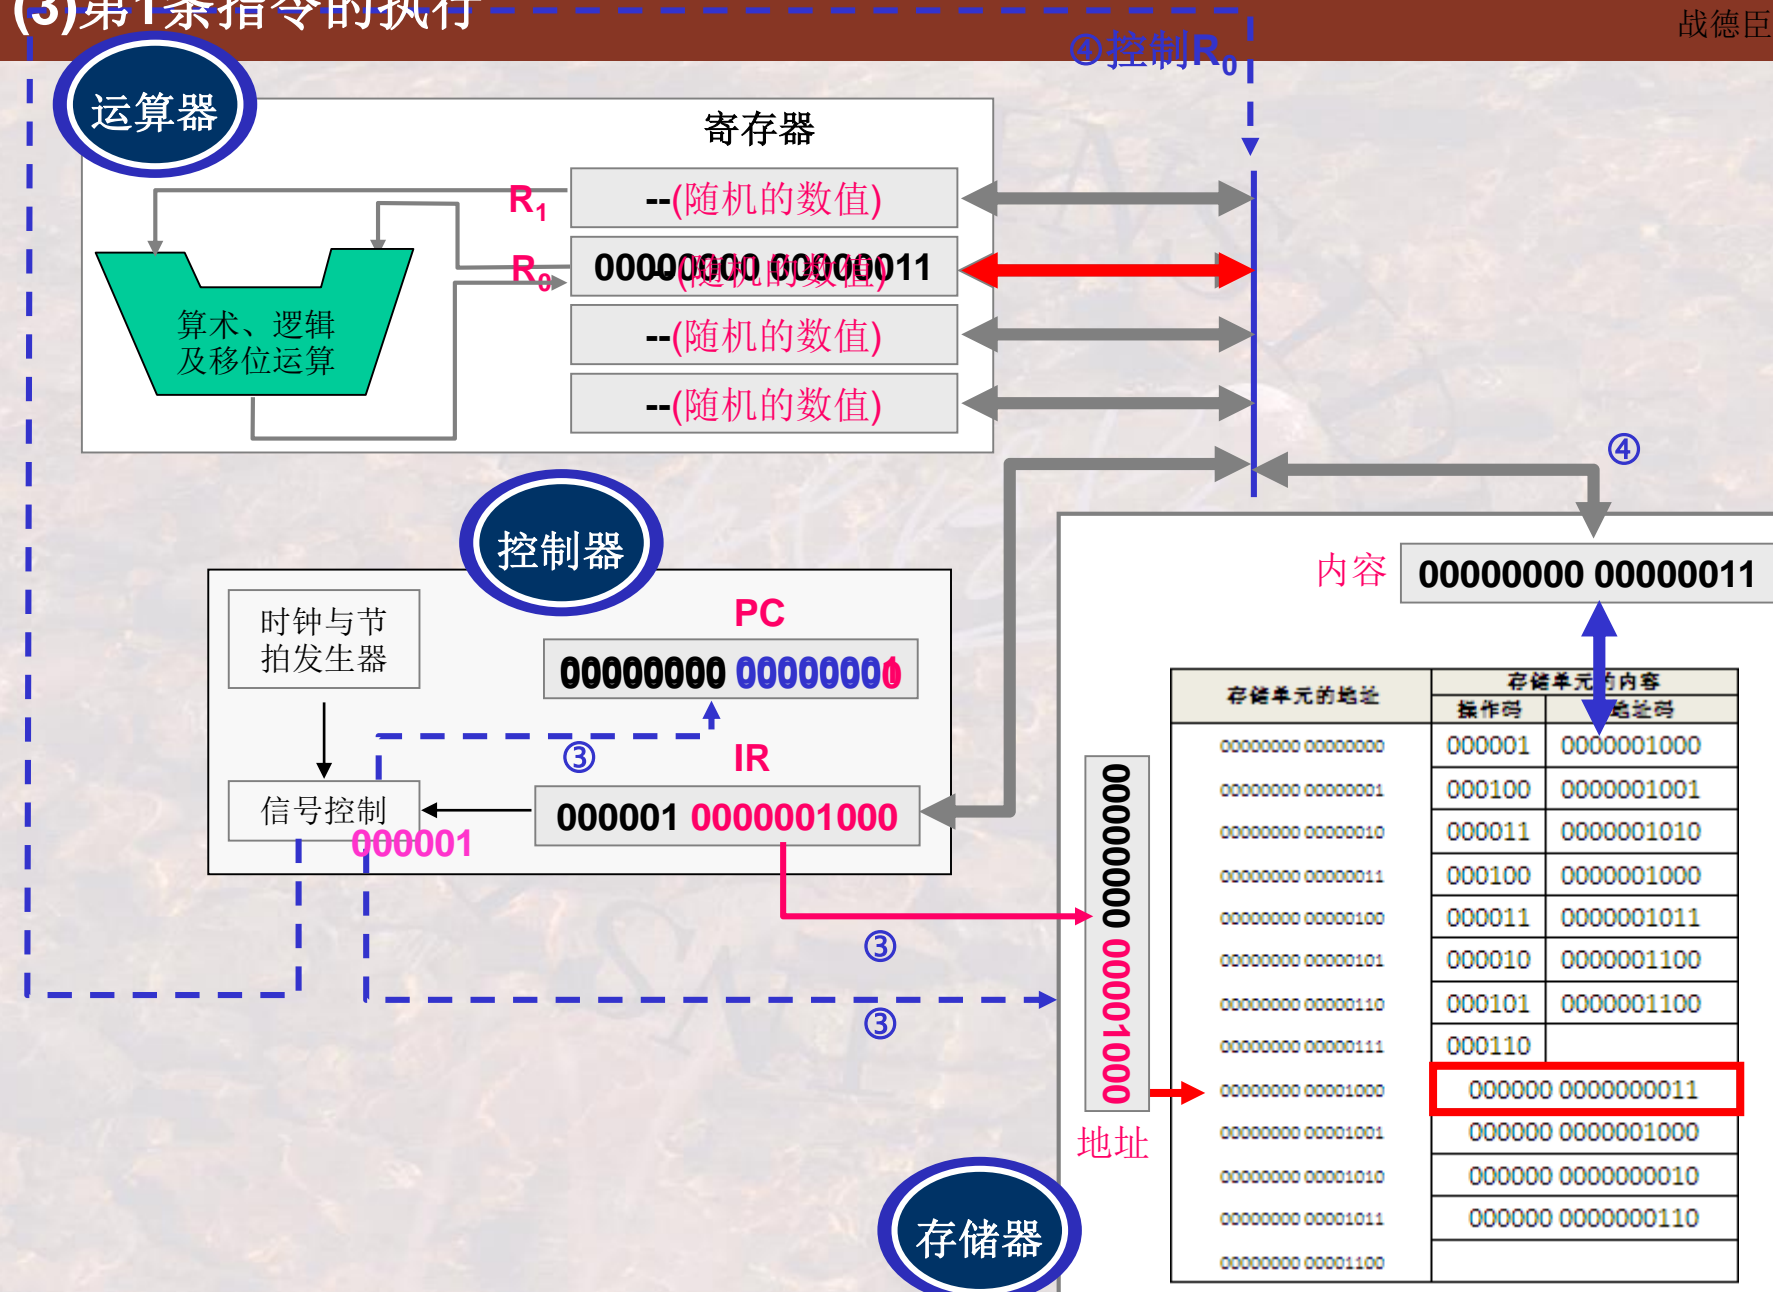 (3)第1条指令的执行
战德臣
④控制R0
运算器
寄存器
R1
--(随机的数值)
R0
00000000 00000011
--(随机的数值)
--(随机的数值)
--(随机的数值)
算术、逻辑
及移位运算
④
控制器
内容
00000000 00000011
时钟与节
拍发生器
PC
00000000 00000001
③
IR
信号控制
000001
000001 0000001000
③
③
00000000 00001000
地址
存储器
存储单元的地址
存储单元的内容
操作码
地址码
00000000 00000000 000001 0000001000
00000000 00000001 000100 0000001001
00000000 00000010 000011 0000001010
00000000 00000011 000100 0000001000
00000000 00000100 000011 0000001011
00000000 00000101 000010 0000001100
00000000 00000110 000101 0000001100
00000000 00000111 000110
00000000 00001000 000000 0000000011
00000000 00001001 000000 0000001000
00000000 00001010 000000 0000000010
00000000 00001011 000000 0000000110
00000000 00001100